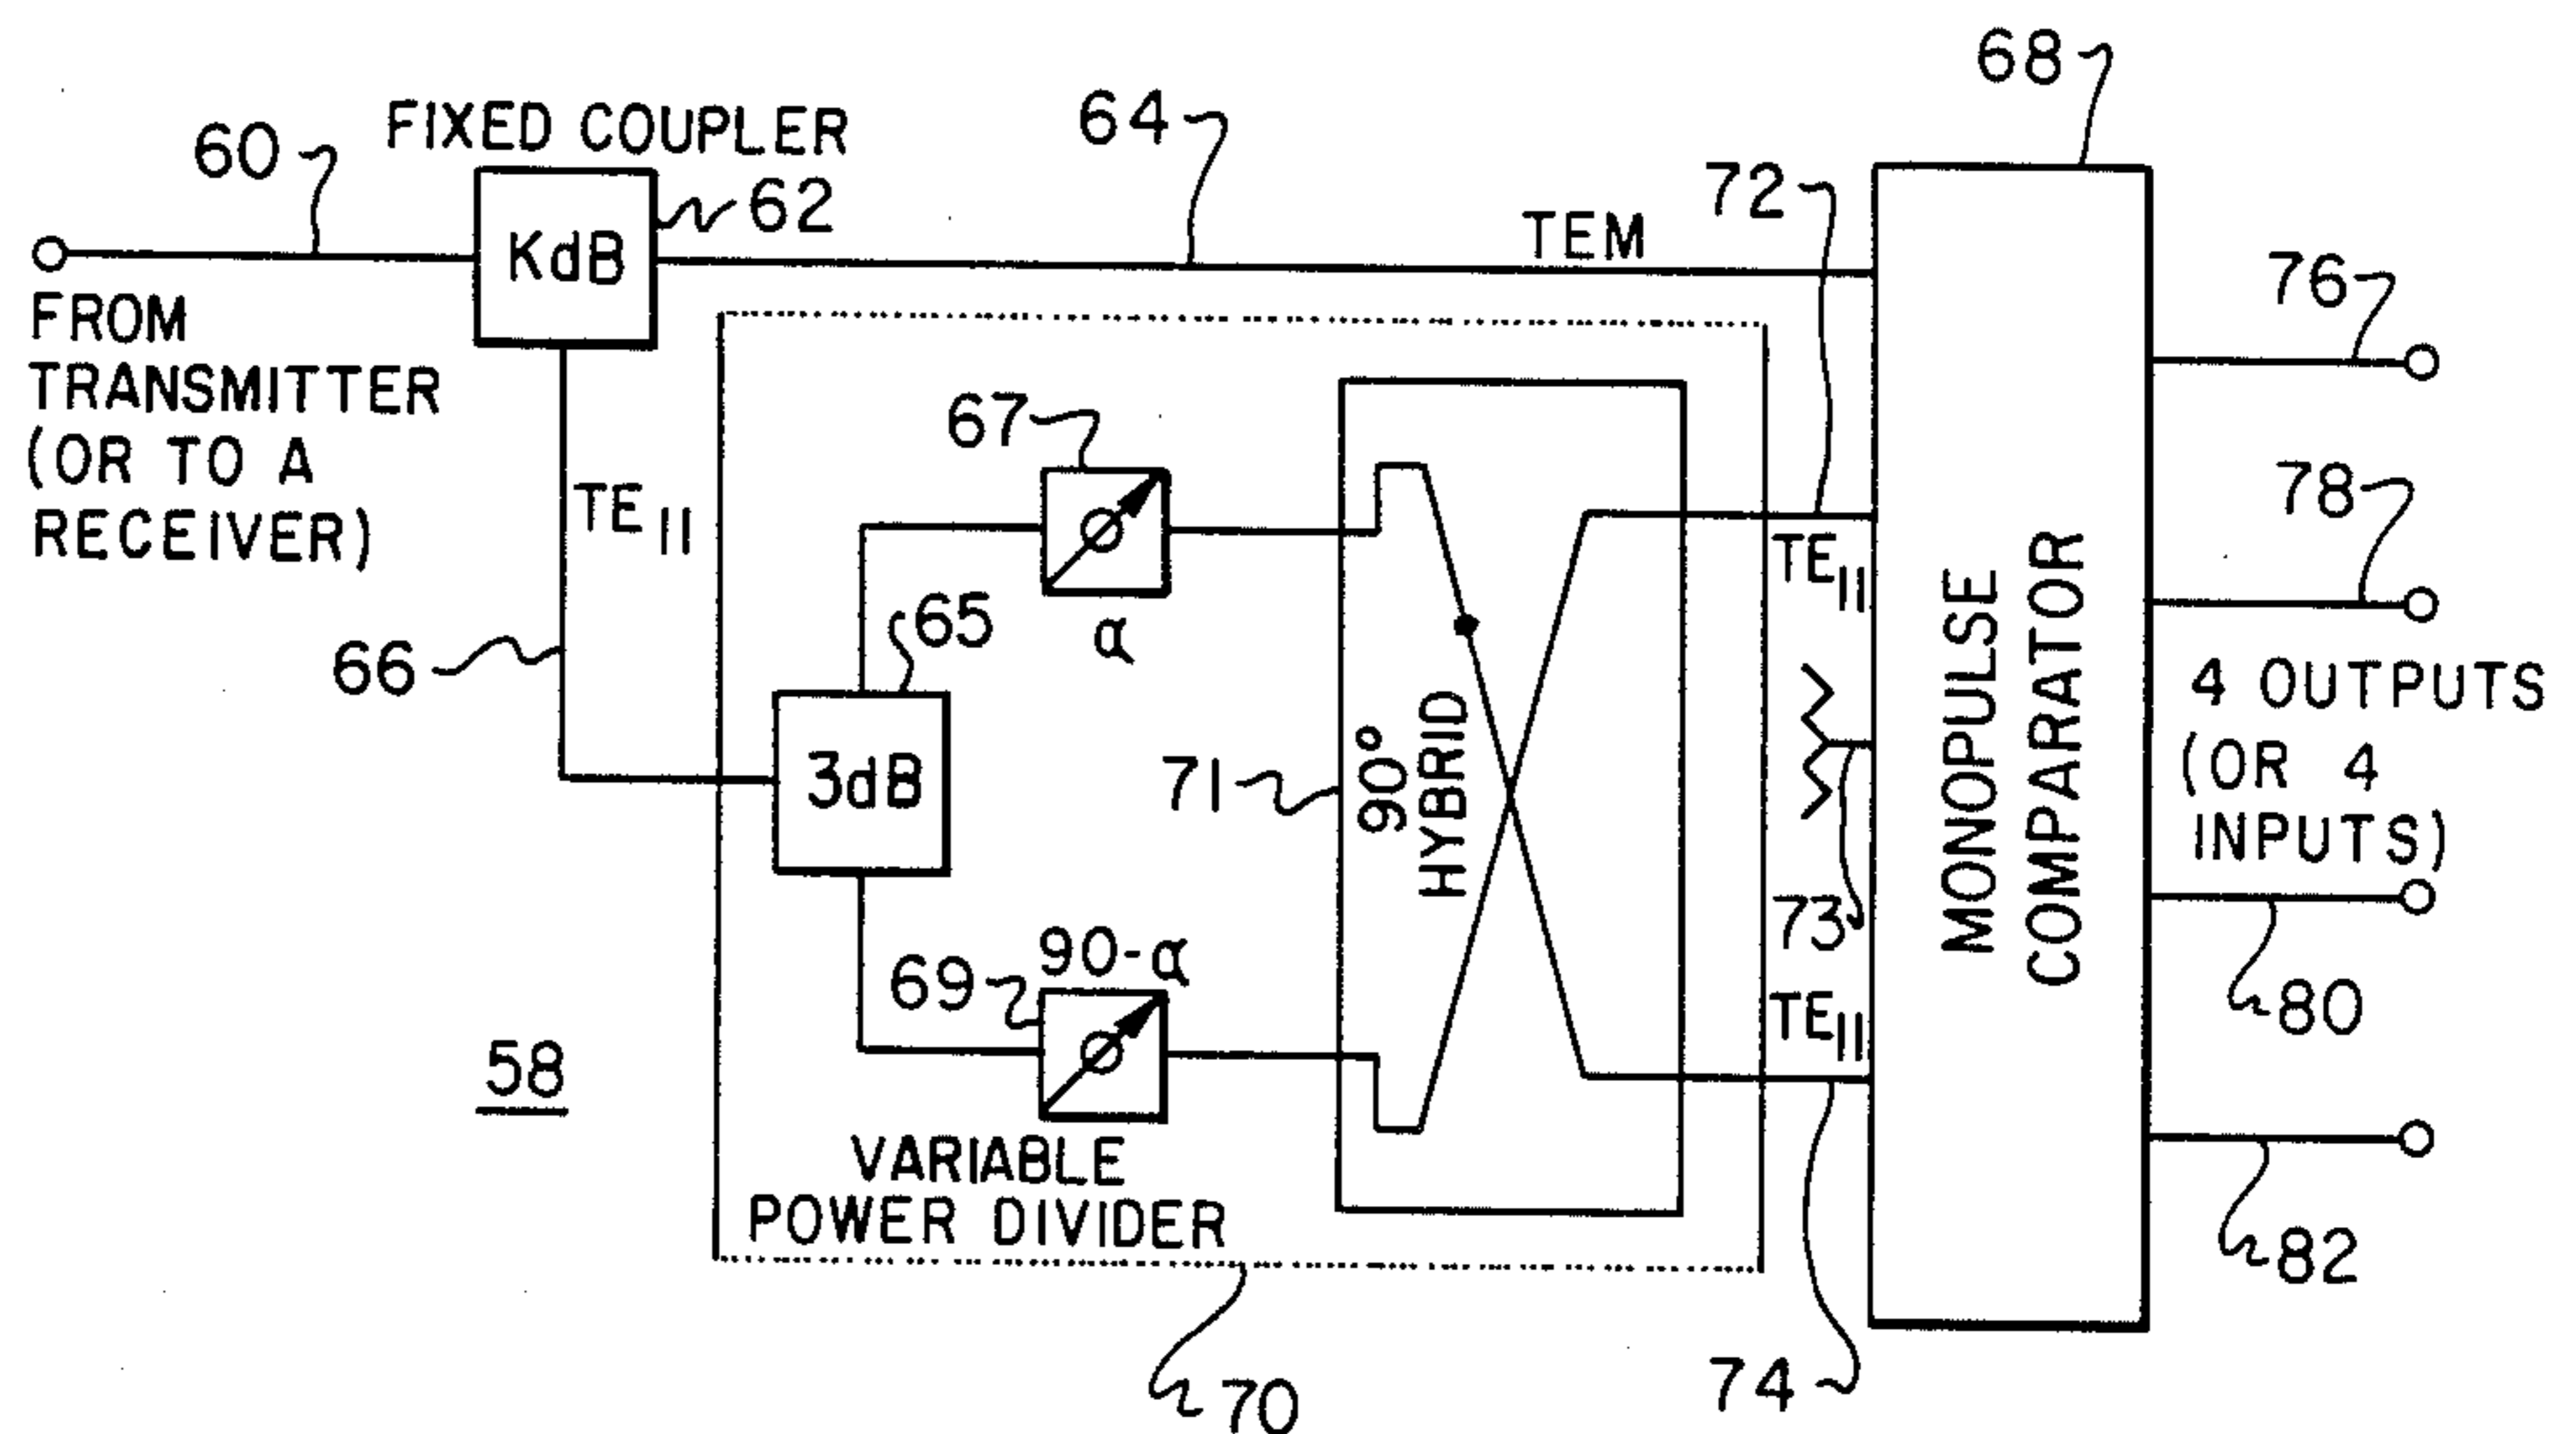 68
FIXED COUPLER
60
64
72
62
KdB
TEM
76
FROM
TRANSMITTER
(OR TO A
RECEIVER)
TE11
67
α
78
TE11
65
66
3dB
71
90°
HYBRID
MONOPULSE
COMPARATOR
4 OUTPUTS
(OR 4
INPUTS)
73
90-α
69
TE11
80
58
VARIABLE
POWER DIVIDER
82
74
70